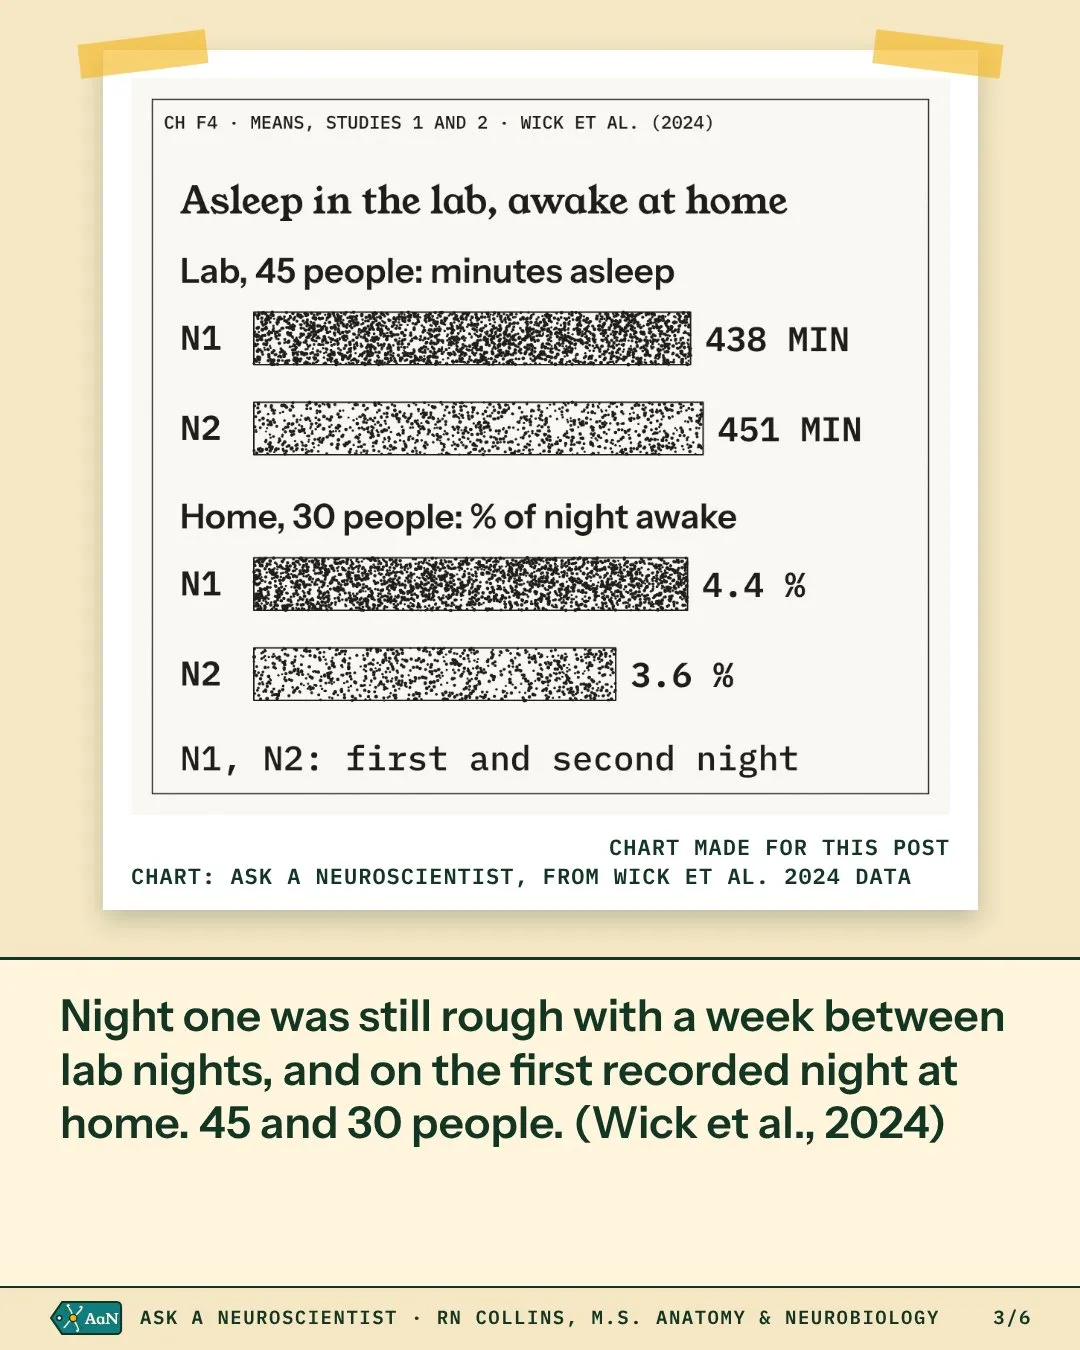 CH F4 · MEANS, STUDIES 1 AND 2 · WICK ET AL. (2024)
Asleep in the lab, awake at home
Lab, 45 people: minutes asleep
N1 438 MIN
N2 451 MIN
Home, 30 people: % of night awake
N1 4.4 %
N2 3.6 %
N1, N2: first and second night
CHART MADE FOR THIS POST
CHART: ASK A NEUROSCIENTIST, FROM WICK ET AL. 2024 DATA
Night one was still rough with a week between
lab nights, and on the first recorded night at
home. 45 and 30 people. (Wick et al., 2024)
AaN ASK A NEUROSCIENTIST · RN COLLINS, M.S. ANATOMY & NEUROBIOLOGY 3/6